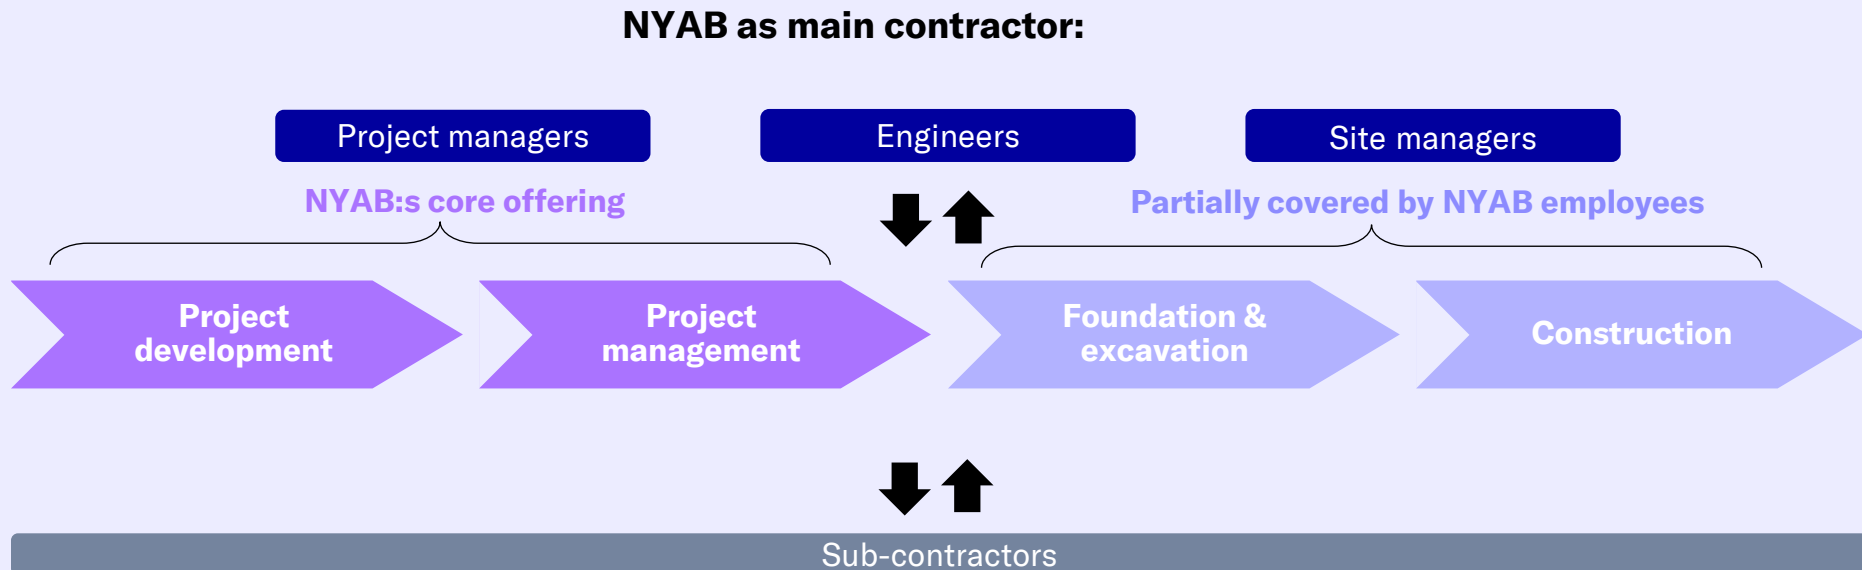 NYAB as main contractor:
Project managers
Engineers
Site managers
NYAB:s core offering
Partially covered by NYAB employees
Project
development
Project
management
Foundation &
excavation
Construction
Sub-contractors